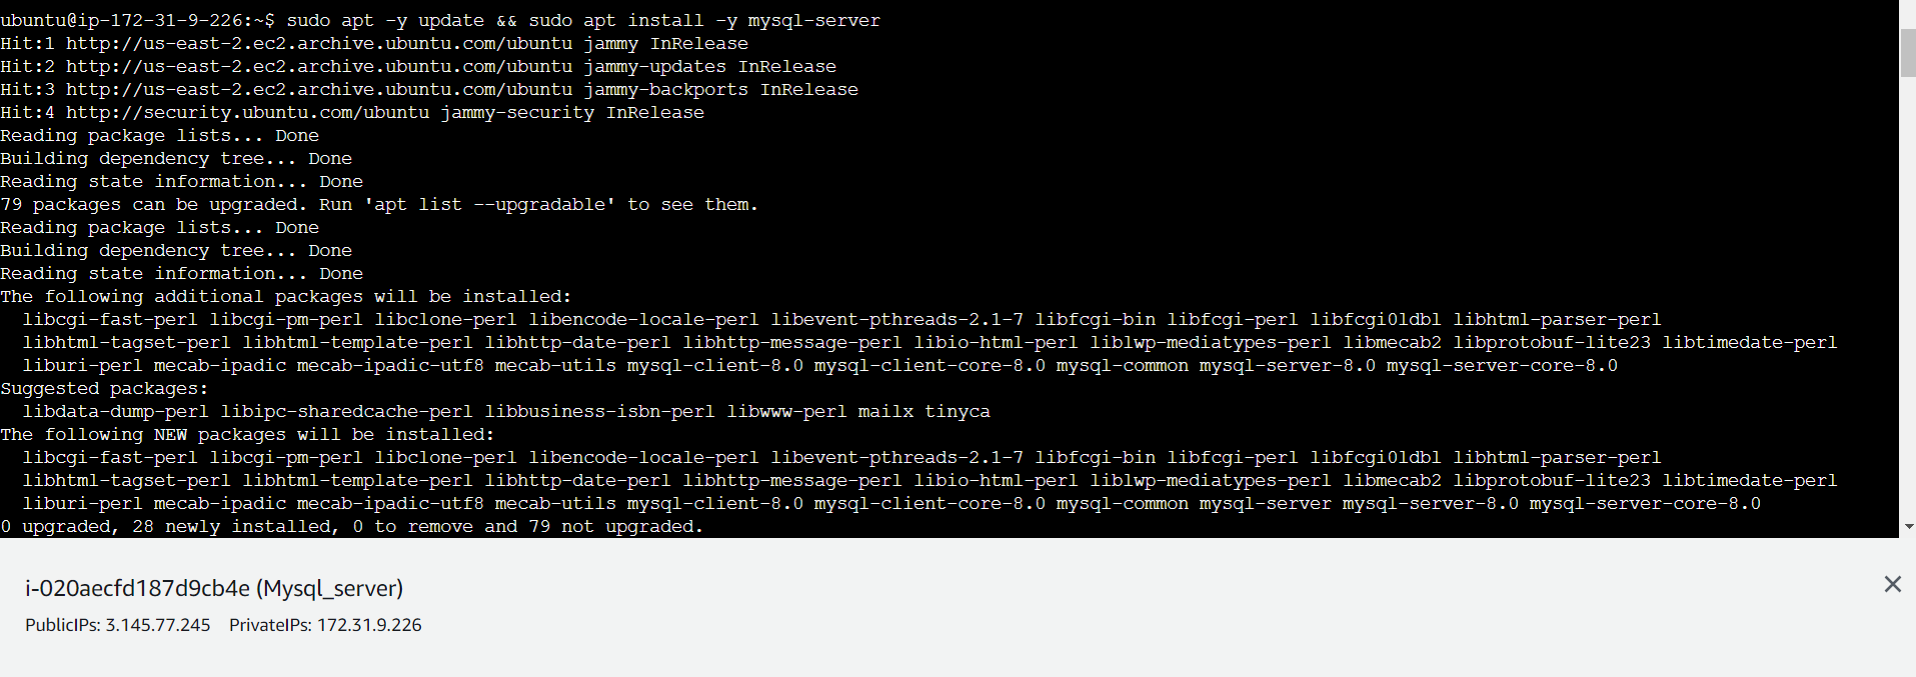 ubuntu@ip-172-31-9-226:~$ sudo apt -y update && sudo apt install -y mysql-server
Hit:1 http://us-east-2.ec2.archive.ubuntu.com/ubuntu jammy InRelease
Hit:2 http://us-east-2.ec2.archive.ubuntu.com/ubuntu jammy-updates InRelease
Hit:3 http://us-east-2.ec2.archive.ubuntu.com/ubuntu jammy-backports InRelease
Hit:4 http://security.ubuntu.com/ubuntu jammy-security InRelease
Reading package lists... Done
Building dependency tree... Done
Reading state information... Done
79 packages can be upgraded. Run 'apt list --upgradable' to see them.
Reading package lists... Done
Building dependency tree... Done
Reading state information... Done
The following additional packages will be installed:
  libcgi-fast-perl libcgi-pm-perl libclone-perl libencode-locale-perl libevent-pthreads-2.1-7 libfcgi-bin libfcgi-perl libfcgi0ldbl libhtml-parser-perl
  libhtml-tagset-perl libhtml-template-perl libhttp-date-perl libhttp-message-perl libio-html-perl liblwp-mediatypes-perl libmecab2 libprotobuf-lite23 libtimedate-perl
  liburi-perl mecab-ipadic mecab-ipadic-utf8 mecab-utils mysql-client-8.0 mysql-client-core-8.0 mysql-common mysql-server-8.0 mysql-server-core-8.0
Suggested packages:
  libdata-dump-perl libipc-sharedcache-perl libbusiness-isbn-perl libwww-perl mailx tinyca
The following NEW packages will be installed:
  libcgi-fast-perl libcgi-pm-perl libclone-perl libencode-locale-perl libevent-pthreads-2.1-7 libfcgi-bin libfcgi-perl libfcgi0ldbl libhtml-parser-perl
  libhtml-tagset-perl libhtml-template-perl libhttp-date-perl libhttp-message-perl libio-html-perl liblwp-mediatypes-perl libmecab2 libprotobuf-lite23 libtimedate-perl
  liburi-perl mecab-ipadic mecab-ipadic-utf8 mecab-utils mysql-client-8.0 mysql-client-core-8.0 mysql-common mysql-server mysql-server-8.0 mysql-server-core-8.0
0 upgraded, 28 newly installed, 0 to remove and 79 not upgraded.
i-020aecfd187d9cb4e (Mysql_server)
PublicIPs: 3.145.77.245 PrivateIPs: 172.31.9.226